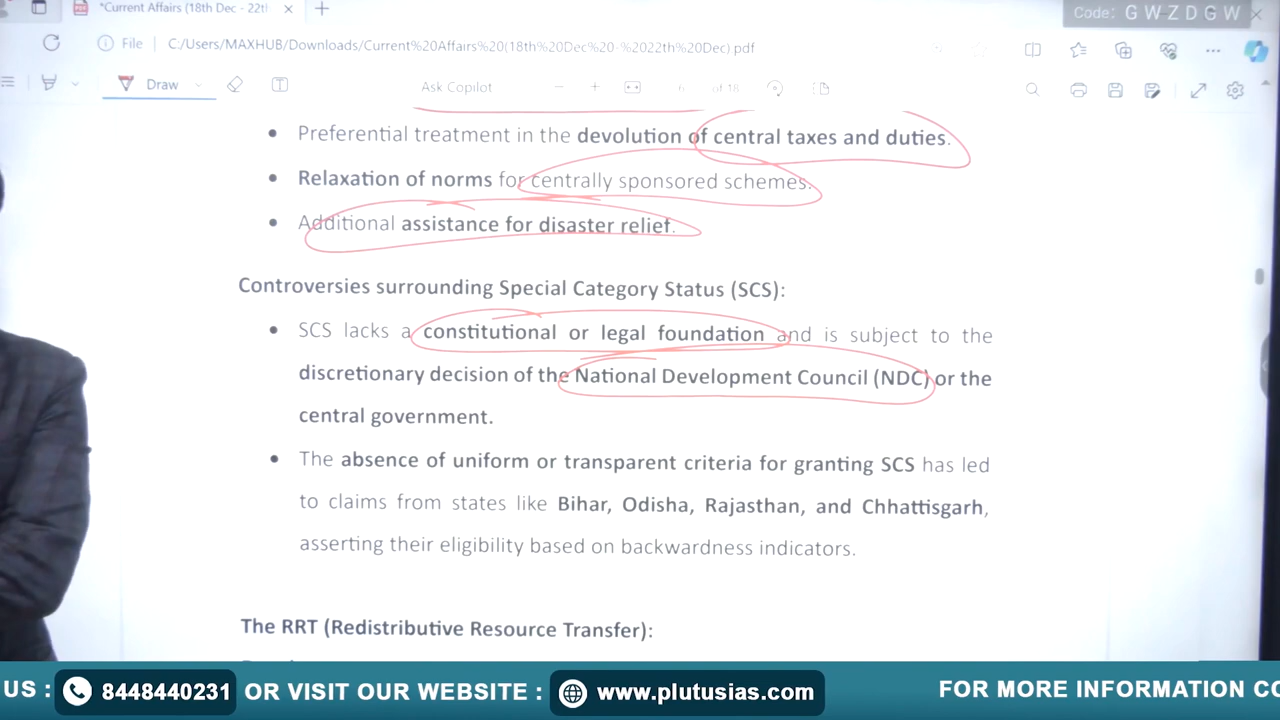 *Current Affairs (18th Dec - 22th
Code: G W Z D G W
File C:/Users/MAXHUB/Downloads/Current%20Affairs%20(18th%20Dec%20-%2022th%20Dec).pdf
Draw Ask Copilot 6 of 18
• Preferential treatment in the devolution of central taxes and duties.
• Relaxation of norms for centrally sponsored schemes.
• Additional assistance for disaster relief.
Controversies surrounding Special Category Status (SCS):
• SCS lacks a constitutional or legal foundation and is subject to the
discretionary decision of the National Development Council (NDC) or the
central government.
• The absence of uniform or transparent criteria for granting SCS has led
to claims from states like Bihar, Odisha, Rajasthan, and Chhattisgarh,
asserting their eligibility based on backwardness indicators.
The RRT (Redistributive Resource Transfer):
US : 8448440231 OR VISIT OUR WEBSITE : www.plutusias.com FOR MORE INFORMATION CO